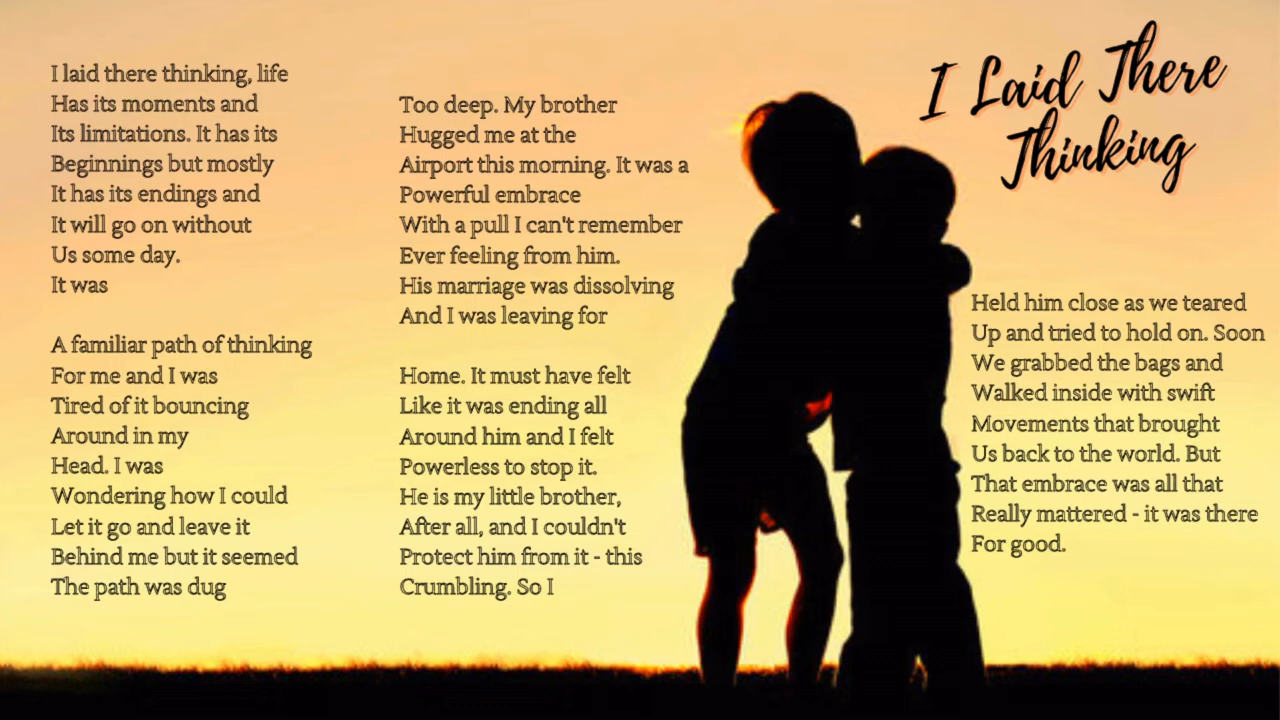 I Laid There
Thinking
I laid there thinking, life
Has its moments and
Its limitations. It has its
Beginnings but mostly
It has its endings and
It will go on without
Us some day.
It was
A familiar path of thinking
For me and I was
Tired of it bouncing
Around in my
Head. I was
Wondering how I could
Let it go and leave it
Behind me but it seemed
The path was dug
Too deep. My brother
Hugged me at the
Airport this morning. It was a
Powerful embrace
With a pull I can't remember
Ever feeling from him.
His marriage was dissolving
And I was leaving for
Home. It must have felt
Like it was ending all
Around him and I felt
Powerless to stop it.
He is my little brother,
After all, and I couldn't
Protect him from it - this
Crumbling. So I
Held him close as we teared
Up and tried to hold on. Soon
We grabbed the bags and
Walked inside with swift
Movements that brought
Us back to the world. But
That embrace was all that
Really mattered - it was there
For good.